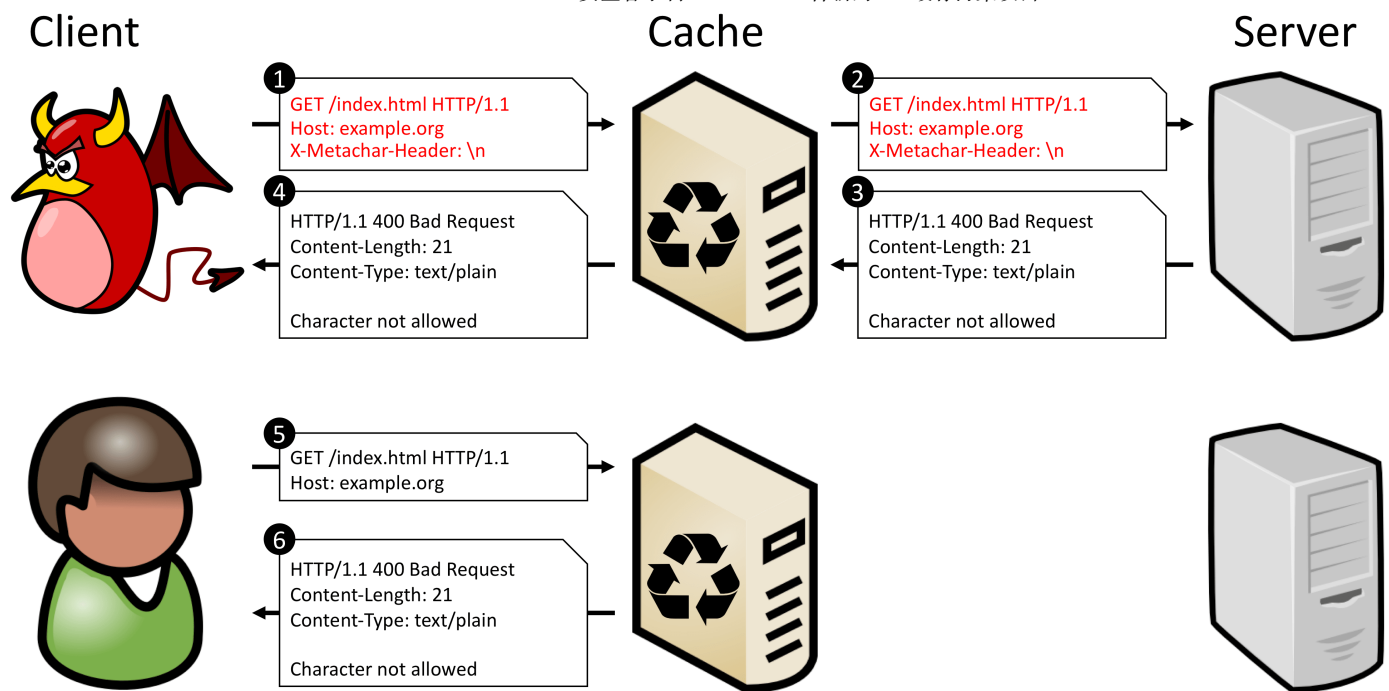 Client
Cache
Server
1
GET /index.html HTTP/1.1
Host: example.org
X-Metachar-Header: \n
2
GET /index.html HTTP/1.1
Host: example.org
X-Metachar-Header: \n
4
HTTP/1.1 400 Bad Request
Content-Length: 21
Content-Type: text/plain
Character not allowed
3
HTTP/1.1 400 Bad Request
Content-Length: 21
Content-Type: text/plain
Character not allowed
5
GET /index.html HTTP/1.1
Host: example.org
6
HTTP/1.1 400 Bad Request
Content-Length: 21
Content-Type: text/plain
Character not allowed